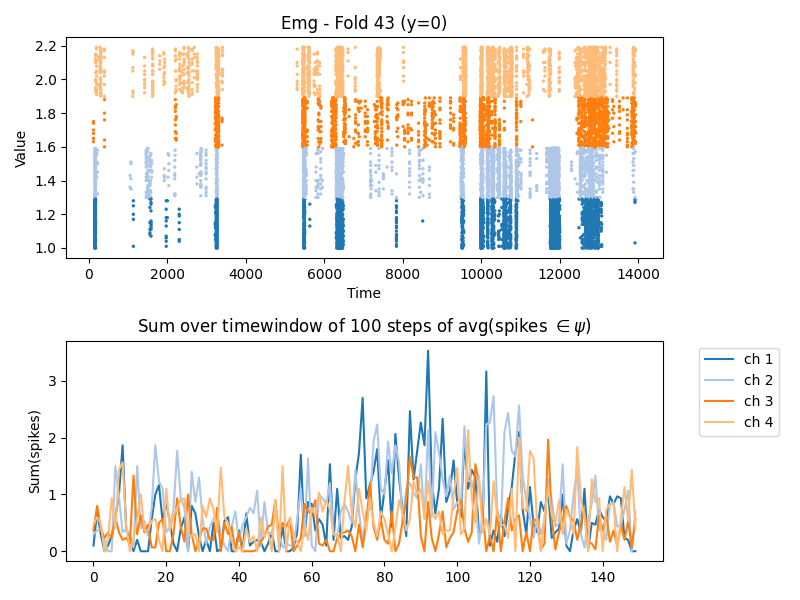 Emg - Fold 43 (y=0)
Value
2.2
2.0
1.8
1.6
1.4
1.2
1.0
0 2000 4000 6000 8000 10000 12000 14000
Time
Sum over timewindow of 100 steps of avg(spikes ∈ ψ)
Sum(spikes)
3
2
1
0
0 20 40 60 80 100 120 140
ch 1
ch 2
ch 3
ch 4